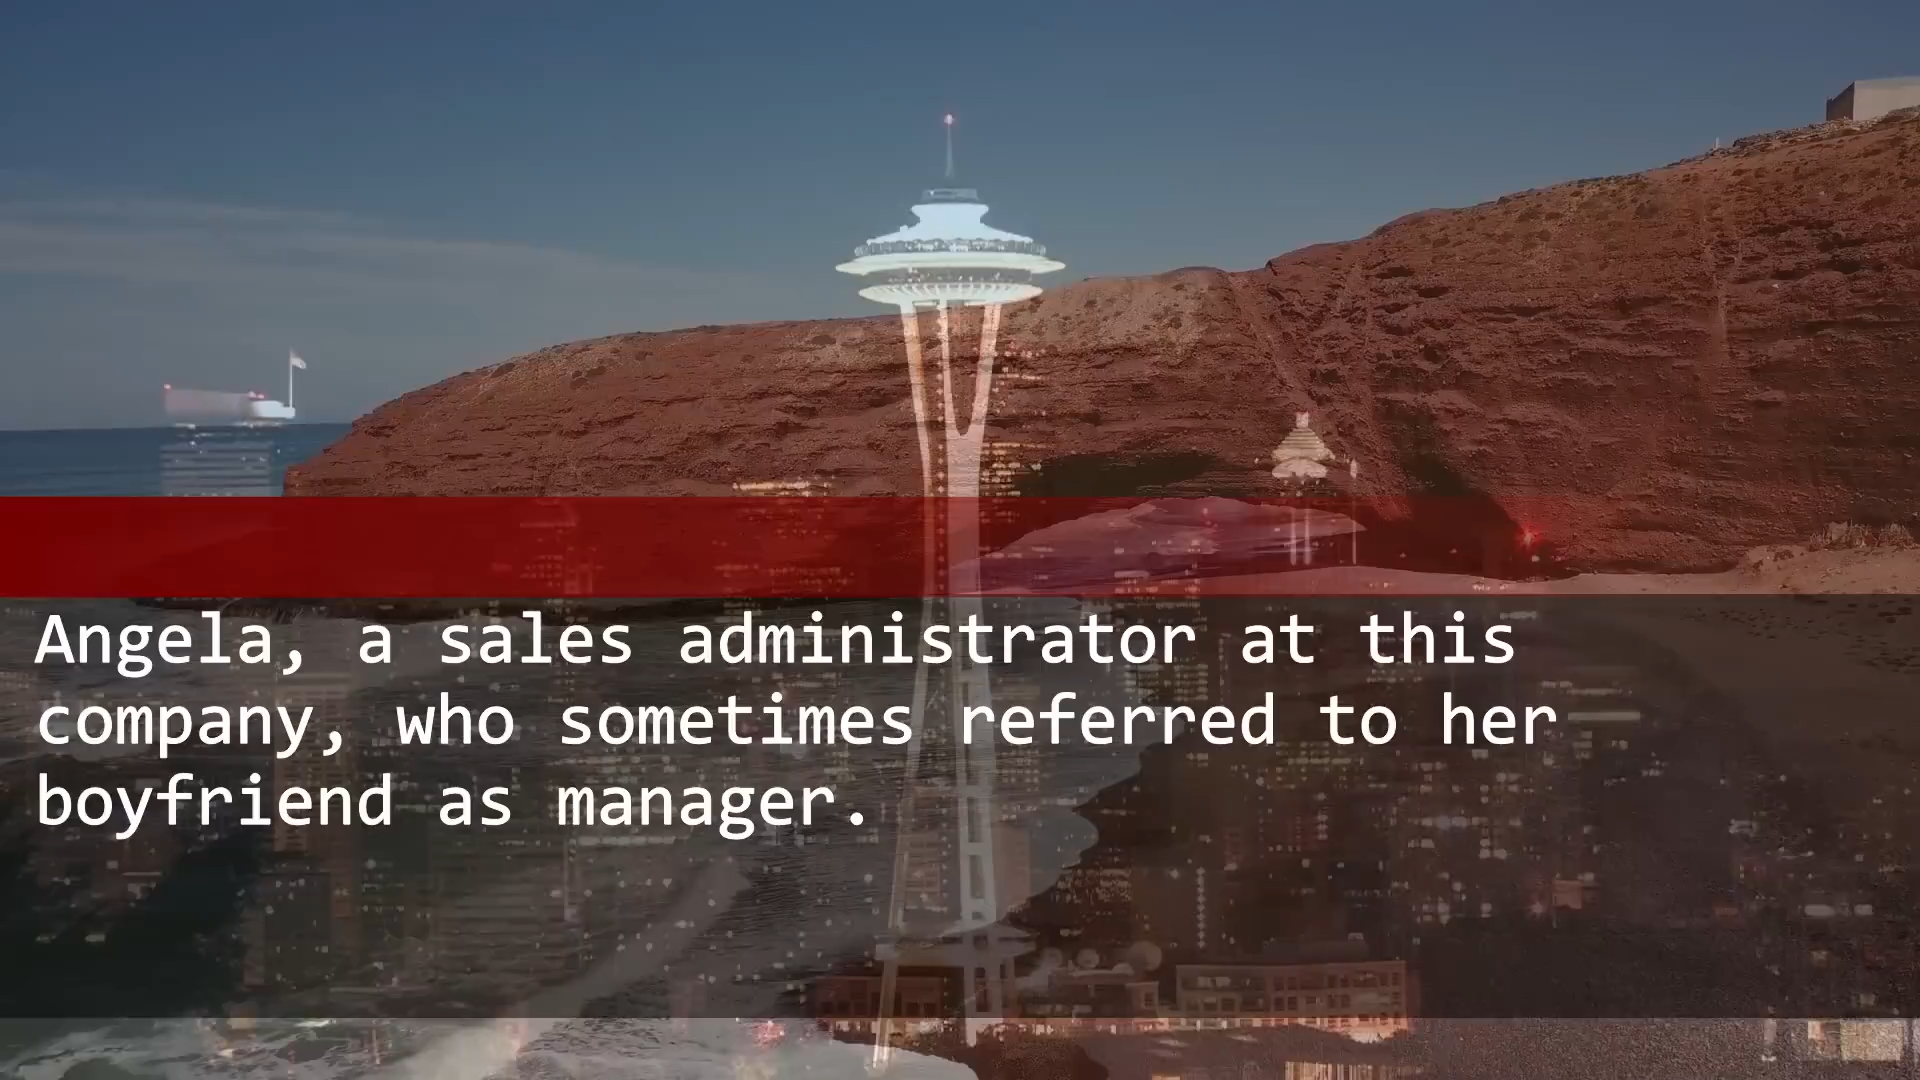 Angela, a sales administrator at this
company, who sometimes referred to her
boyfriend as manager.